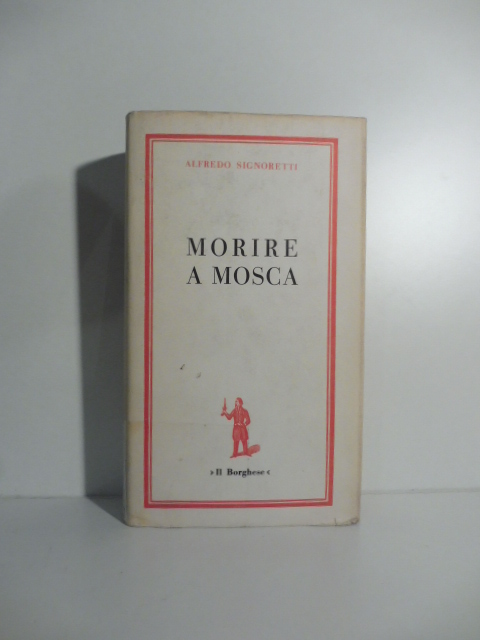 ALFREDO SIGNORETTI
MORIRE
A MOSCA
»Il Borghese«